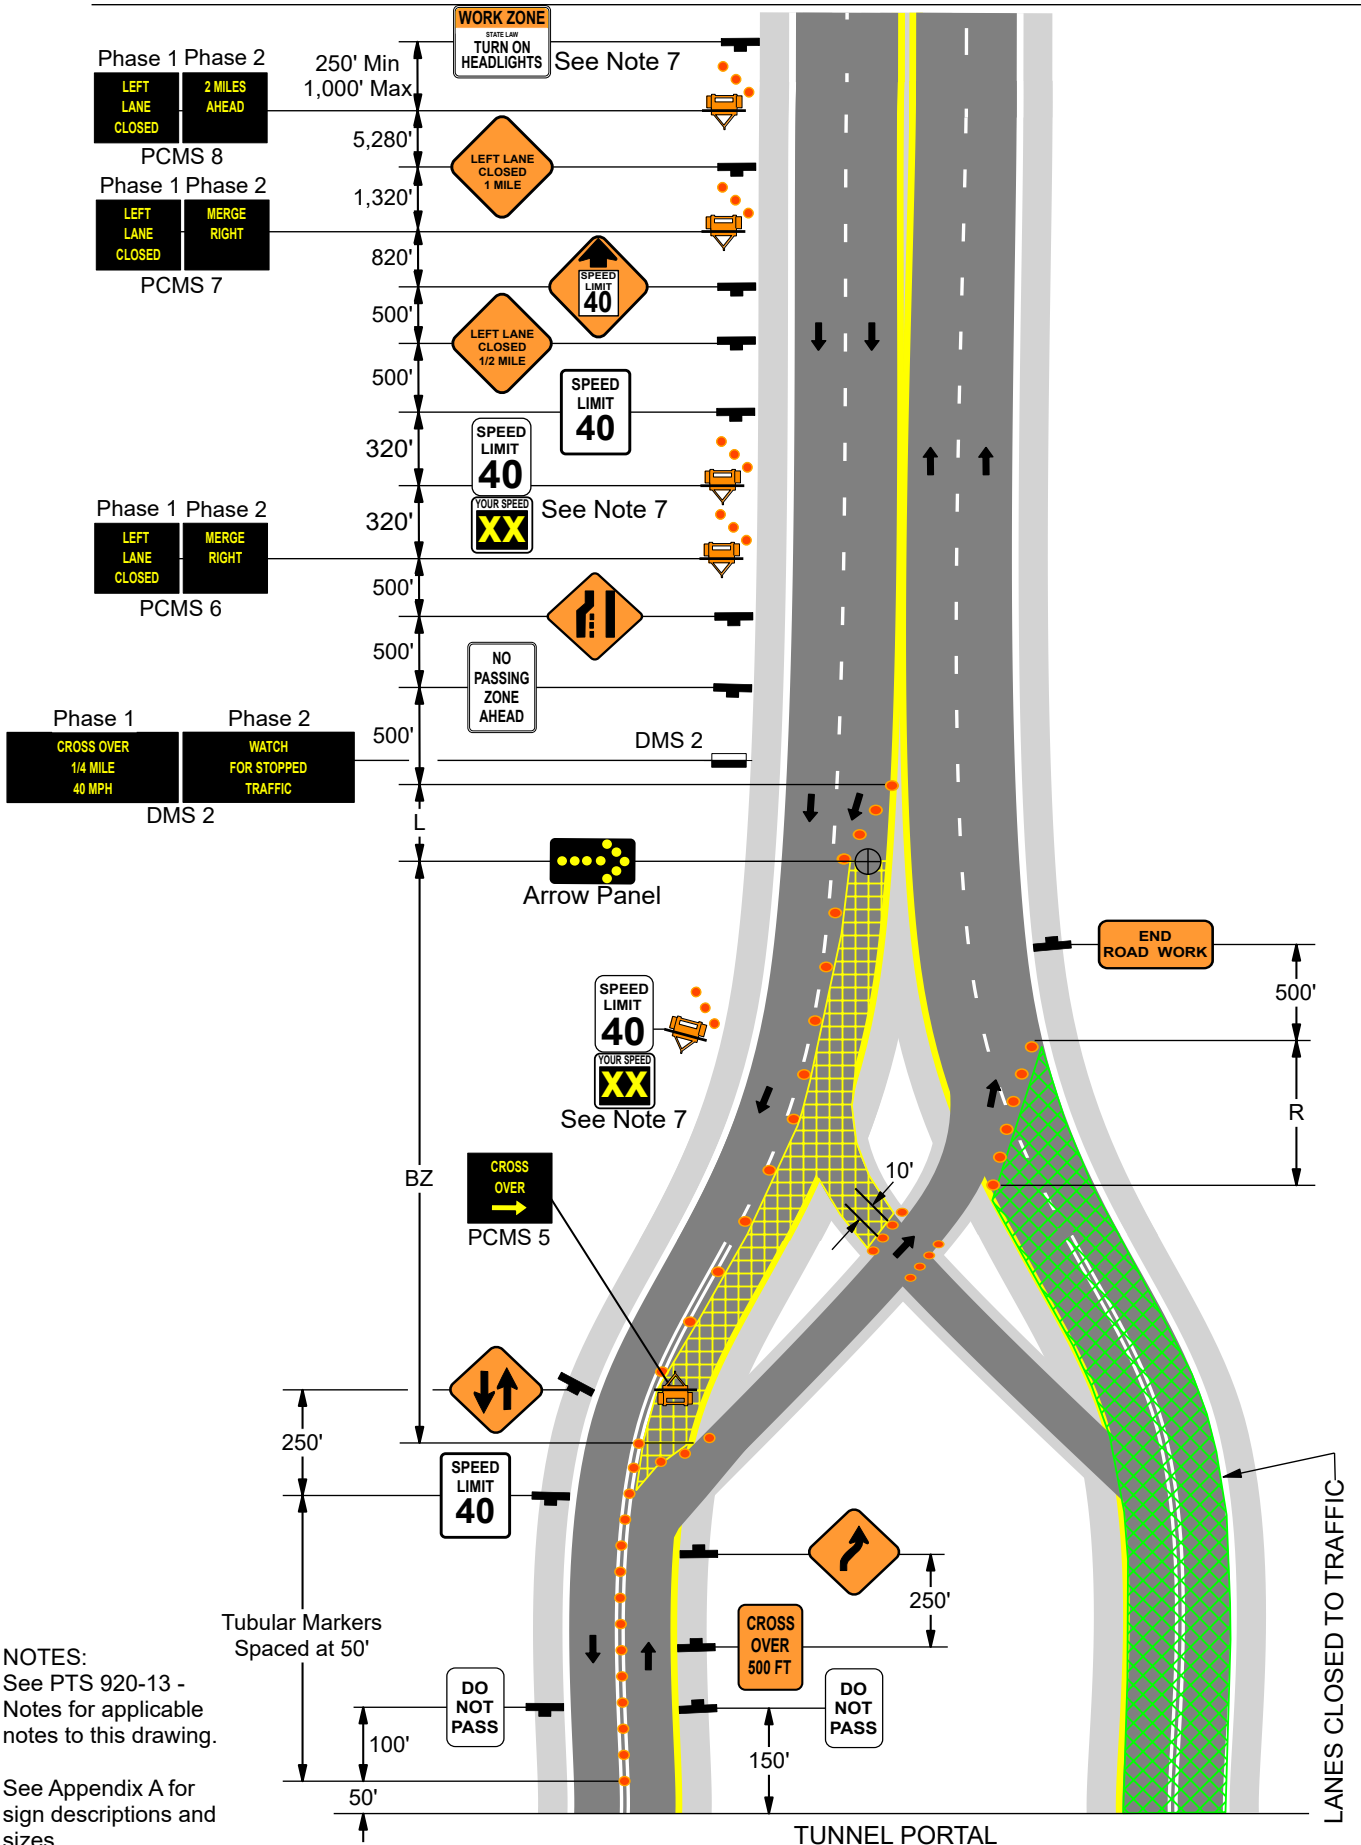 WORK ZONE
STATE LAW
TURN ON
HEADLIGHTS
See Note 7
250' Min
1,000' Max
Phase 1 Phase 2
LEFT
LANE
CLOSED
2 MILES
AHEAD
PCMS 8
5,280'
LEFT LANE
CLOSED
1 MILE
1,320'
Phase 1 Phase 2
LEFT
LANE
CLOSED
MERGE
RIGHT
PCMS 7
820'
SPEED
LIMIT
40
500'
LEFT LANE
CLOSED
1/2 MILE
500'
SPEED
LIMIT
40
320'
SPEED
LIMIT
40
YOUR SPEED
XX
See Note 7
320'
Phase 1 Phase 2
LEFT
LANE
CLOSED
MERGE
RIGHT
PCMS 6
500'
500'
NO
PASSING
ZONE
AHEAD
500'
Phase 1
CROSS OVER
1/4 MILE
40 MPH
Phase 2
WATCH
FOR STOPPED
TRAFFIC
DMS 2
DMS 2
L
Arrow Panel
END
ROAD WORK
500'
SPEED
LIMIT
40
YOUR SPEED
XX
See Note 7
R
BZ
10'
CROSS
OVER
PCMS 5
250'
SPEED
LIMIT
40
LANES CLOSED TO TRAFFIC
250'
CROSS
OVER
500 FT
Tubular Markers
Spaced at 50'
DO
NOT
PASS
DO
NOT
PASS
100'
150'
50'
NOTES:
See PTS 920-13 -
Notes for applicable
notes to this drawing.
See Appendix A for
sign descriptions and
sizes
TUNNEL PORTAL